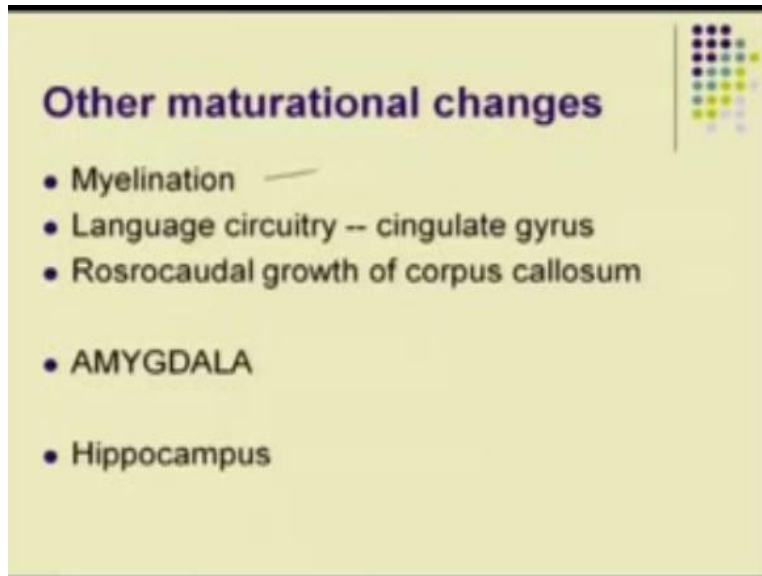 Other maturational changes
Myelination
Language circuitry -- cingulate gyrus
Rosrocaudal growth of corpus callosum
AMYGDALA
Hippocampus